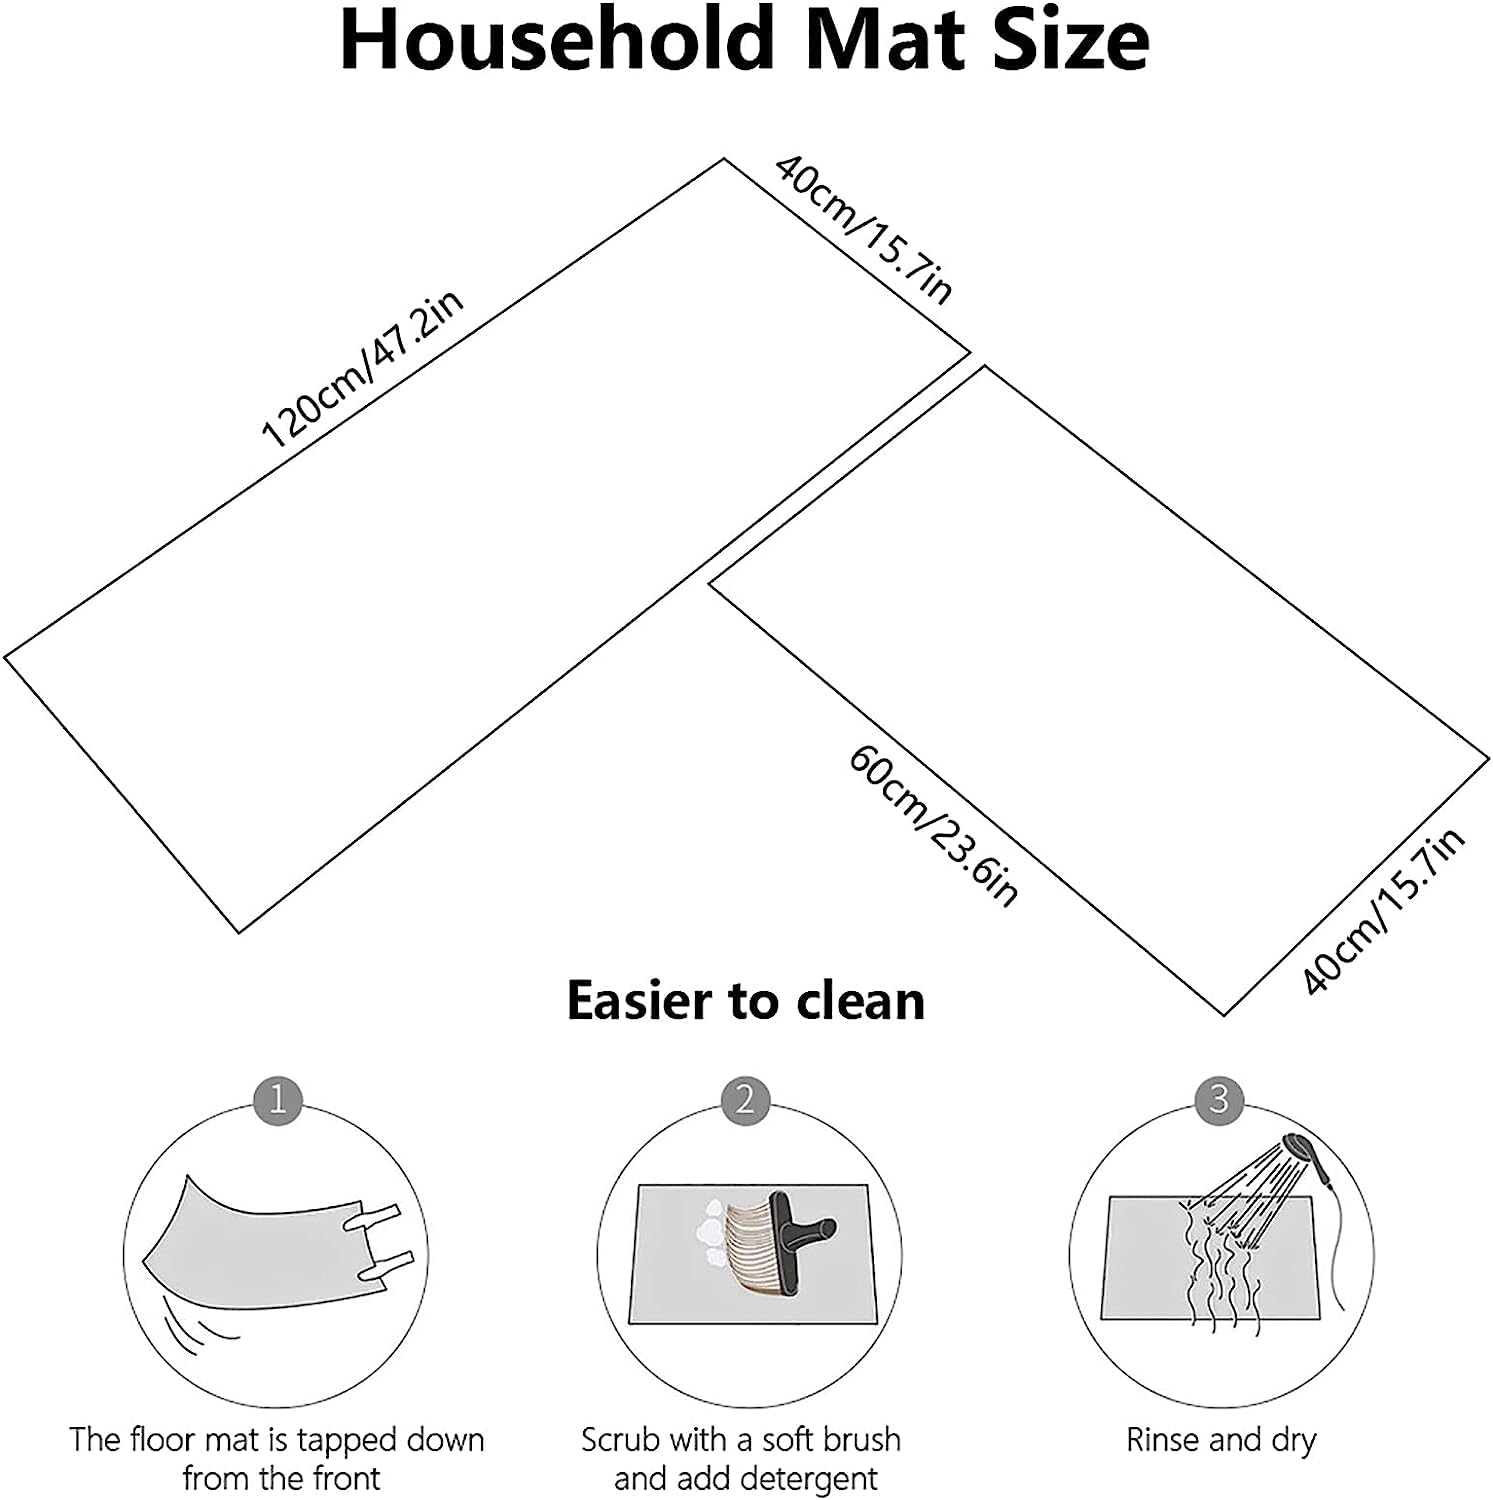 Household Mat Size
40cm/15.7in
120cm/47.2in
60cm/23.6in
40cm/15.7in
Easier to clean
1
2
3
The floor mat is tapped down
from the front
Scrub with a soft brush
and add detergent
Rinse and dry